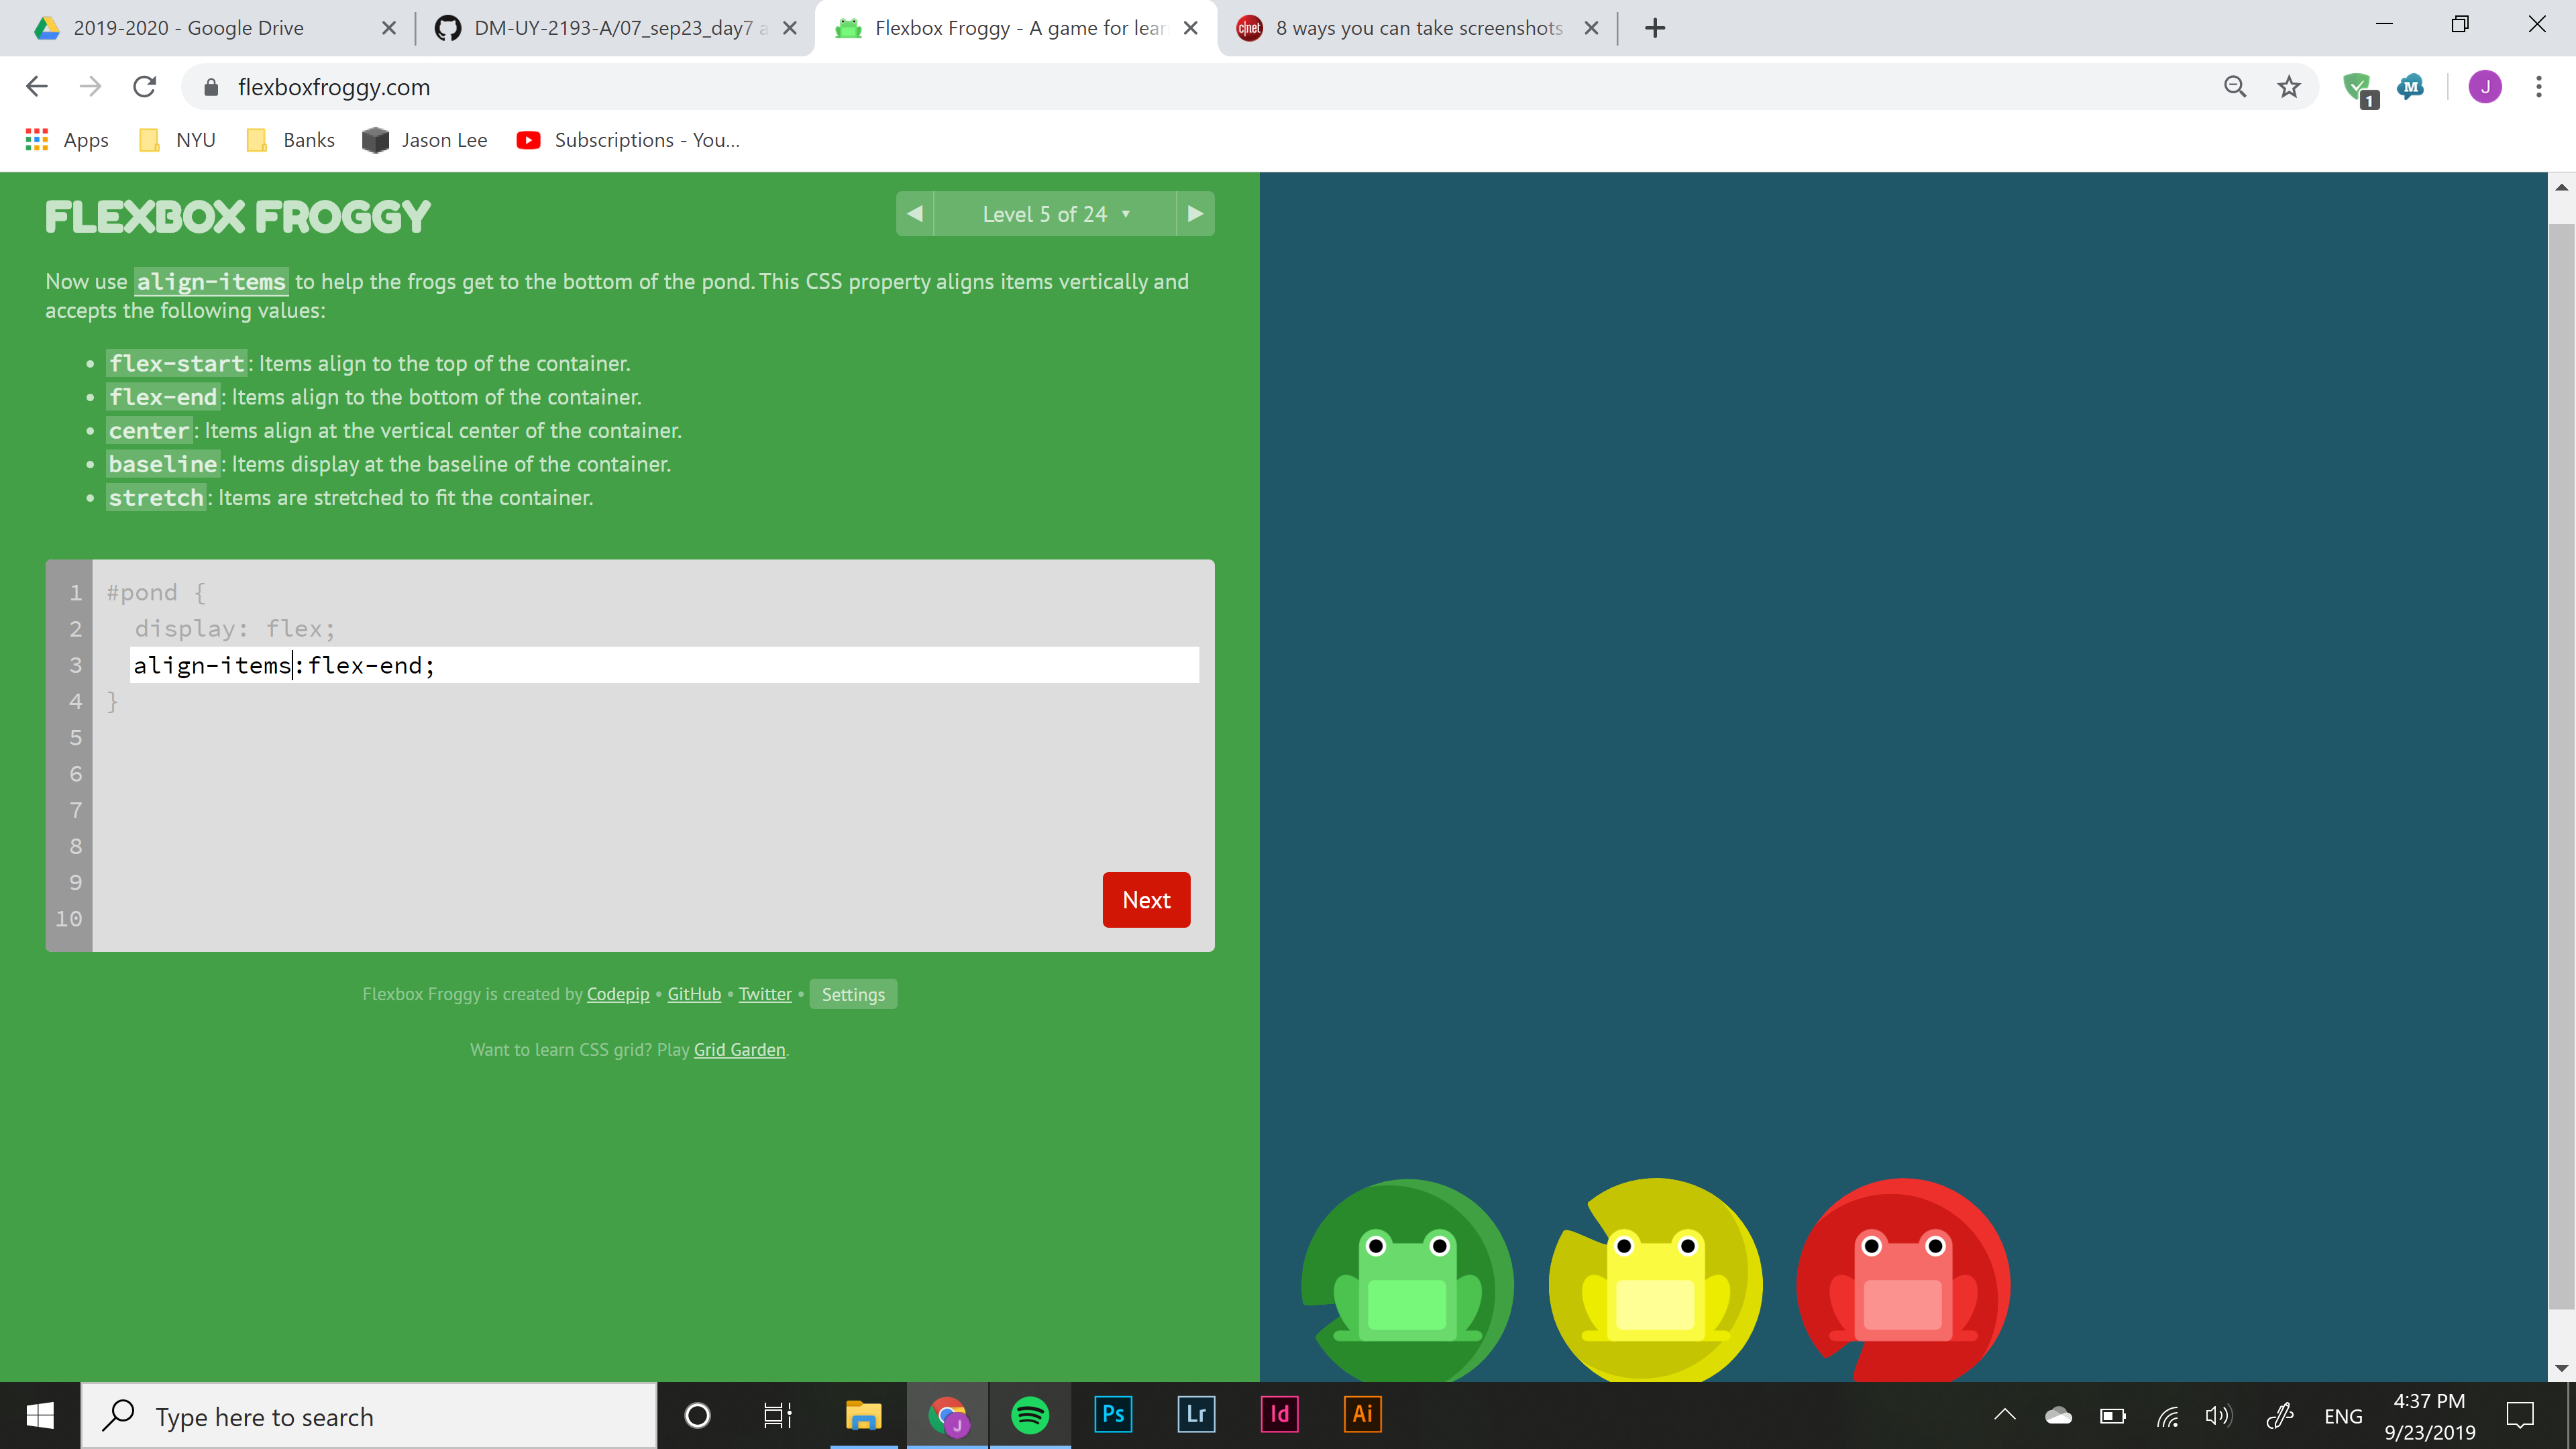 2019-2020 - Google Drive
DM-UY-2193-A/07_sep23_day7 a
Flexbox Froggy - A game for lear
c|net
8 ways you can take screenshots
flexboxfroggy.com
1
M
J
Apps
NYU
Banks
Jason Lee
Subscriptions - You...
FLEXBOX FROGGY
Level 5 of 24
Now use align-items to help the frogs get to the bottom of the pond. This CSS property aligns items vertically and
accepts the following values:
• flex-start: Items align to the top of the container.
• flex-end: Items align to the bottom of the container.
• center: Items align at the vertical center of the container.
• baseline: Items display at the baseline of the container.
• stretch: Items are stretched to fit the container.
1 #pond {
2 display: flex;
3 align-items:flex-end;
4 }
5
6
7
8
9
10
Next
Flexbox Froggy is created by Codepip • GitHub • Twitter • Settings
Want to learn CSS grid? Play Grid Garden.
Type here to search
J
Ps
Lr
Id
Ai
ENG
4:37 PM
9/23/2019